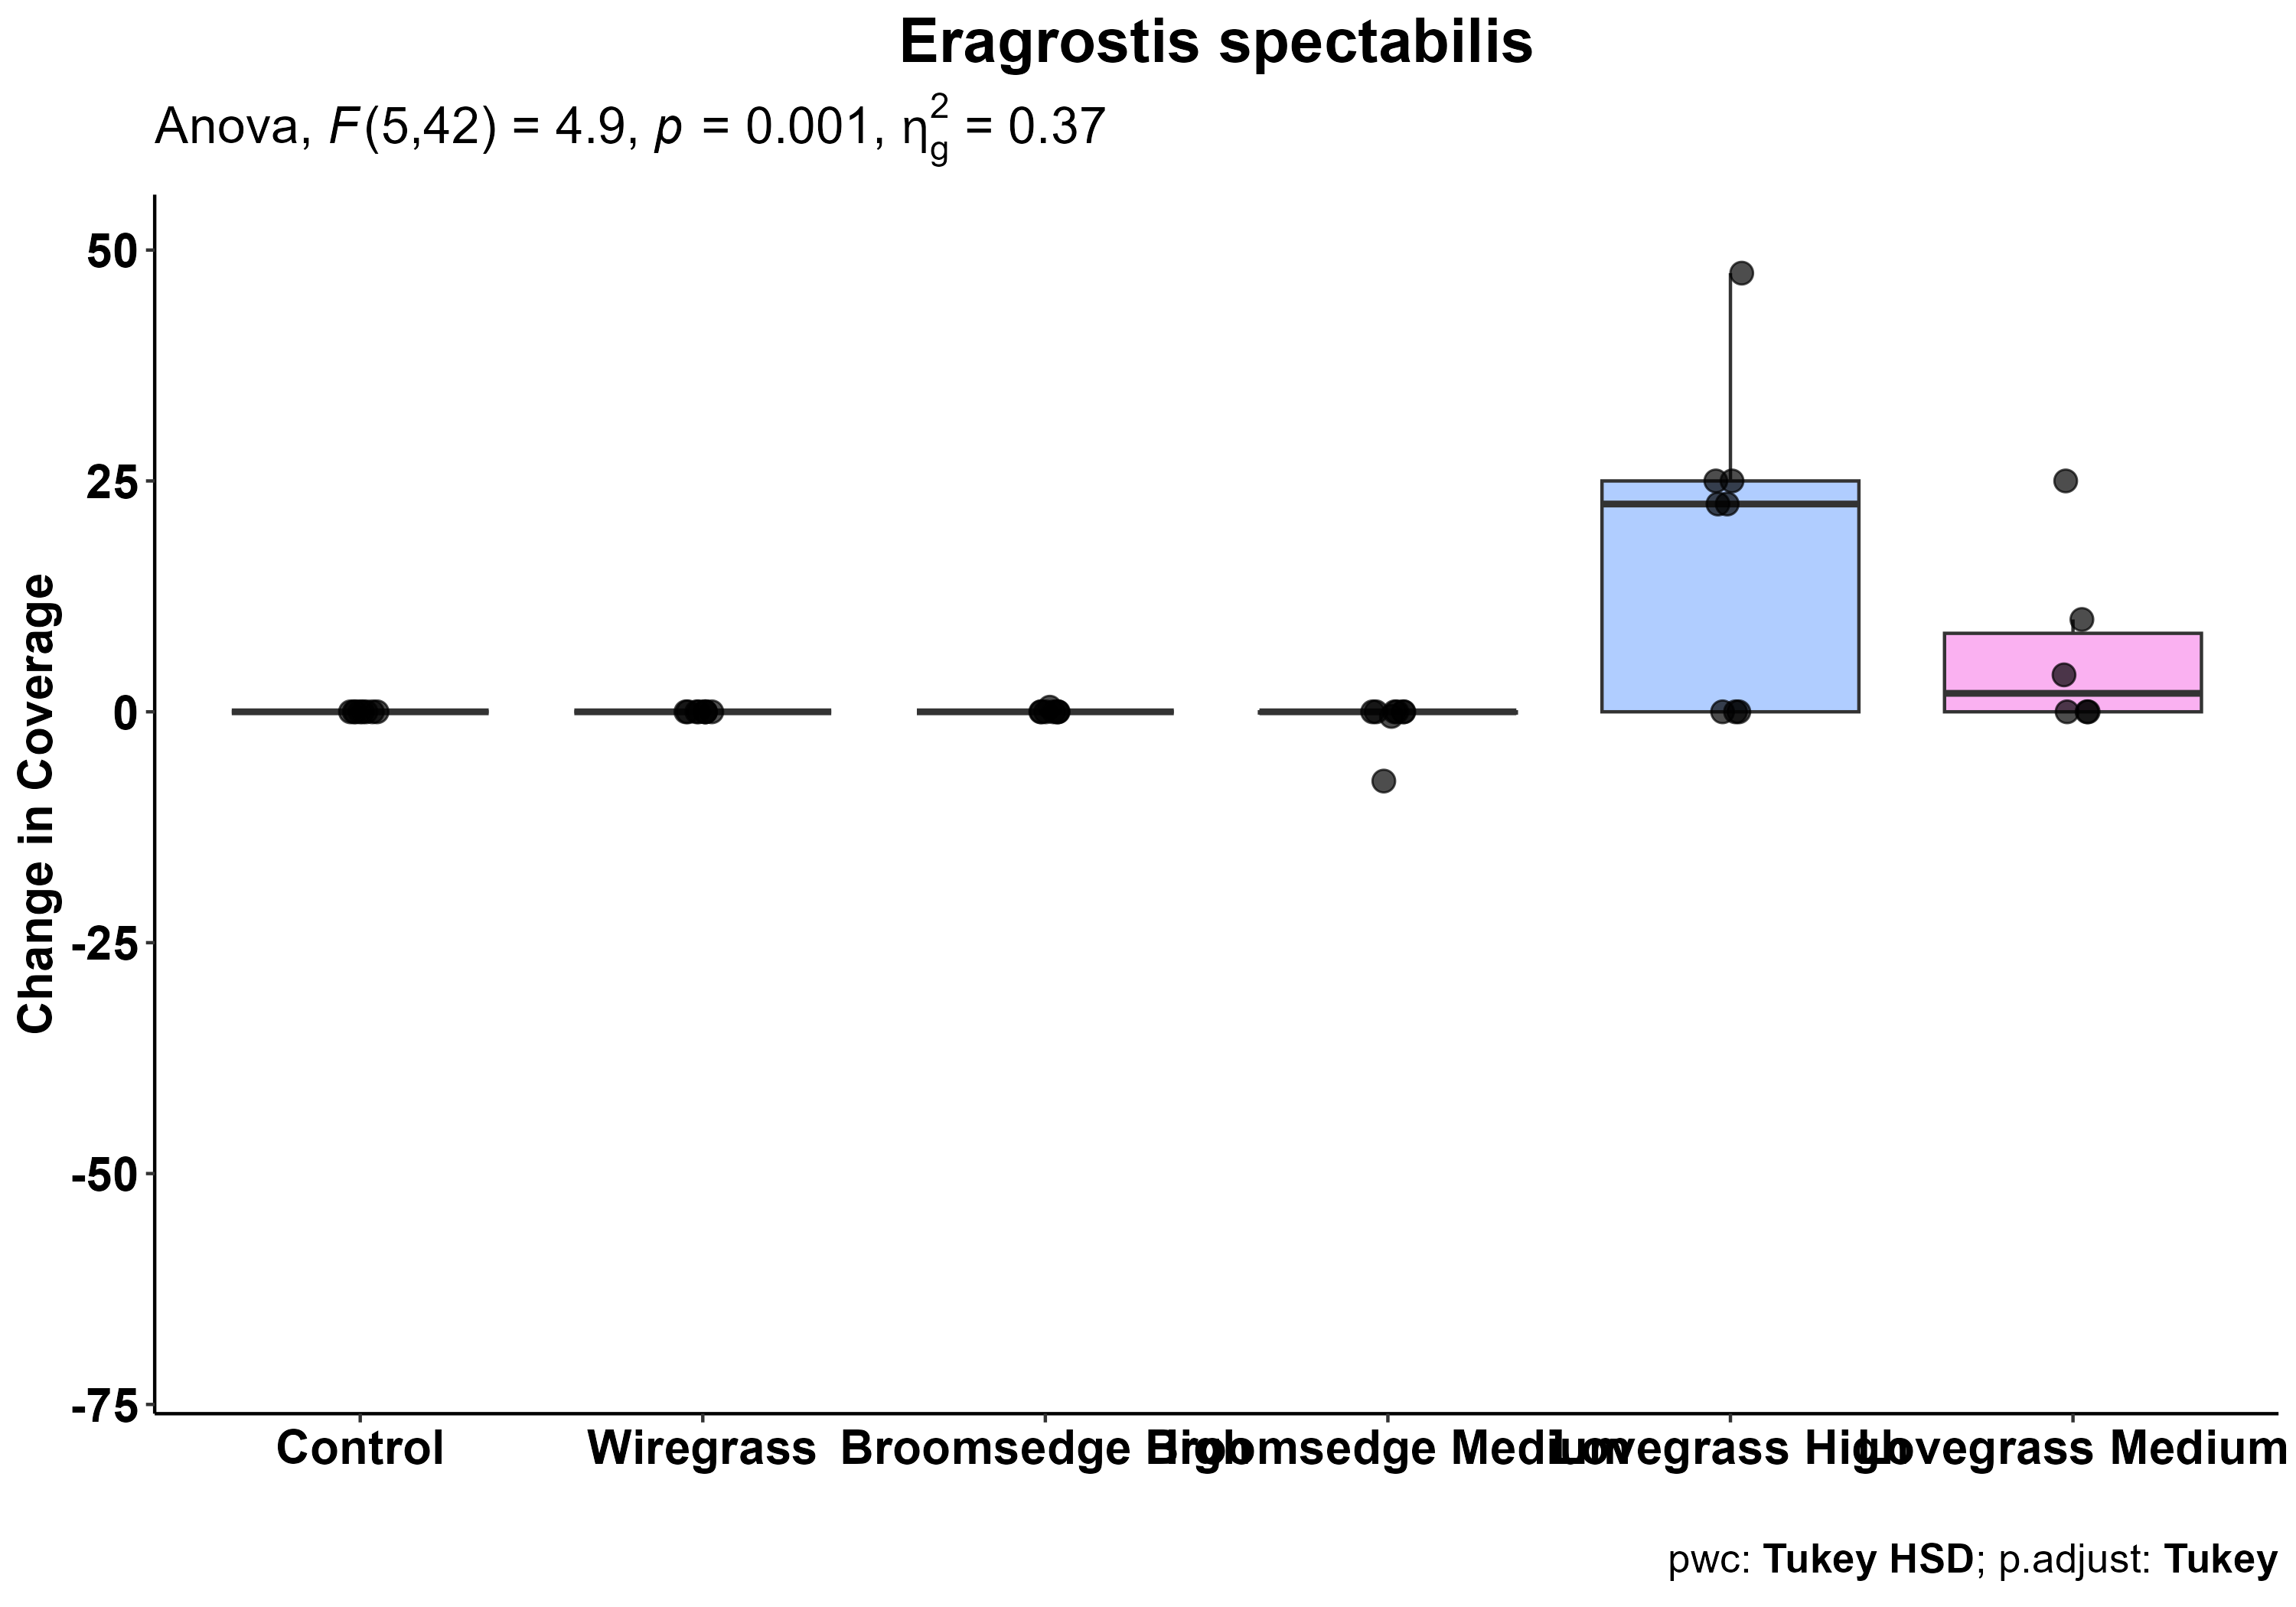 Eragrostis spectabilis
Anova, F(5,42) = 4.9, p = 0.001, η²g = 0.37
Change in Coverage
50
25
0
-25
-50
-75
Control Wiregrass Broomsedge High Broomsedge Medium Lovegrass High Lovegrass Medium
pwc: Tukey HSD; p.adjust: Tukey